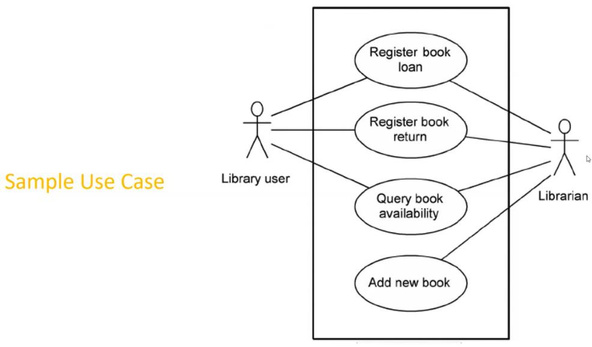 Sample Use Case
Register book
loan
Register book
return
Library user
Query book
availability
Librarian
Add new book